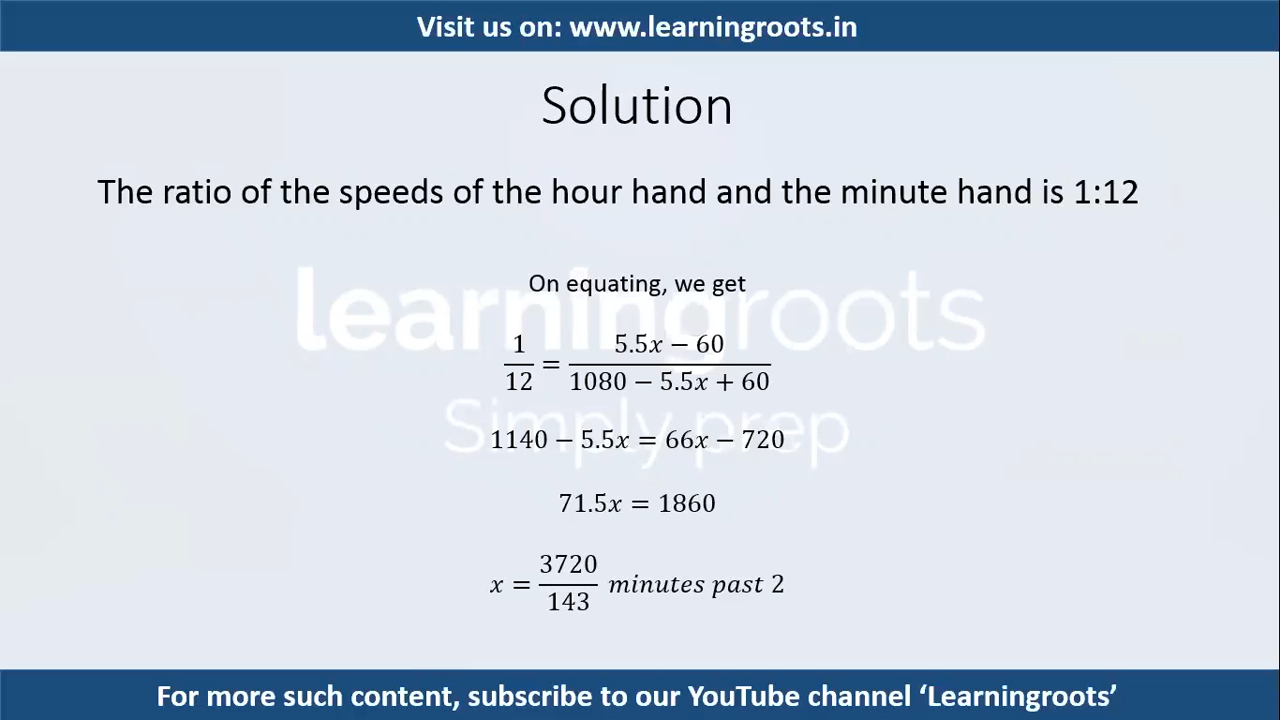 Visit us on: www.learningroots.in
Solution
The ratio of the speeds of the hour hand and the minute hand is 1:12
learningroots
Simply prep
On equating, we get
1/12 = (5.5x − 60)/(1080 − 5.5x + 60)
1140 − 5.5x = 66x − 720
71.5x = 1860
x = 3720/143 minutes past 2
For more such content, subscribe to our YouTube channel ‘Learningroots’